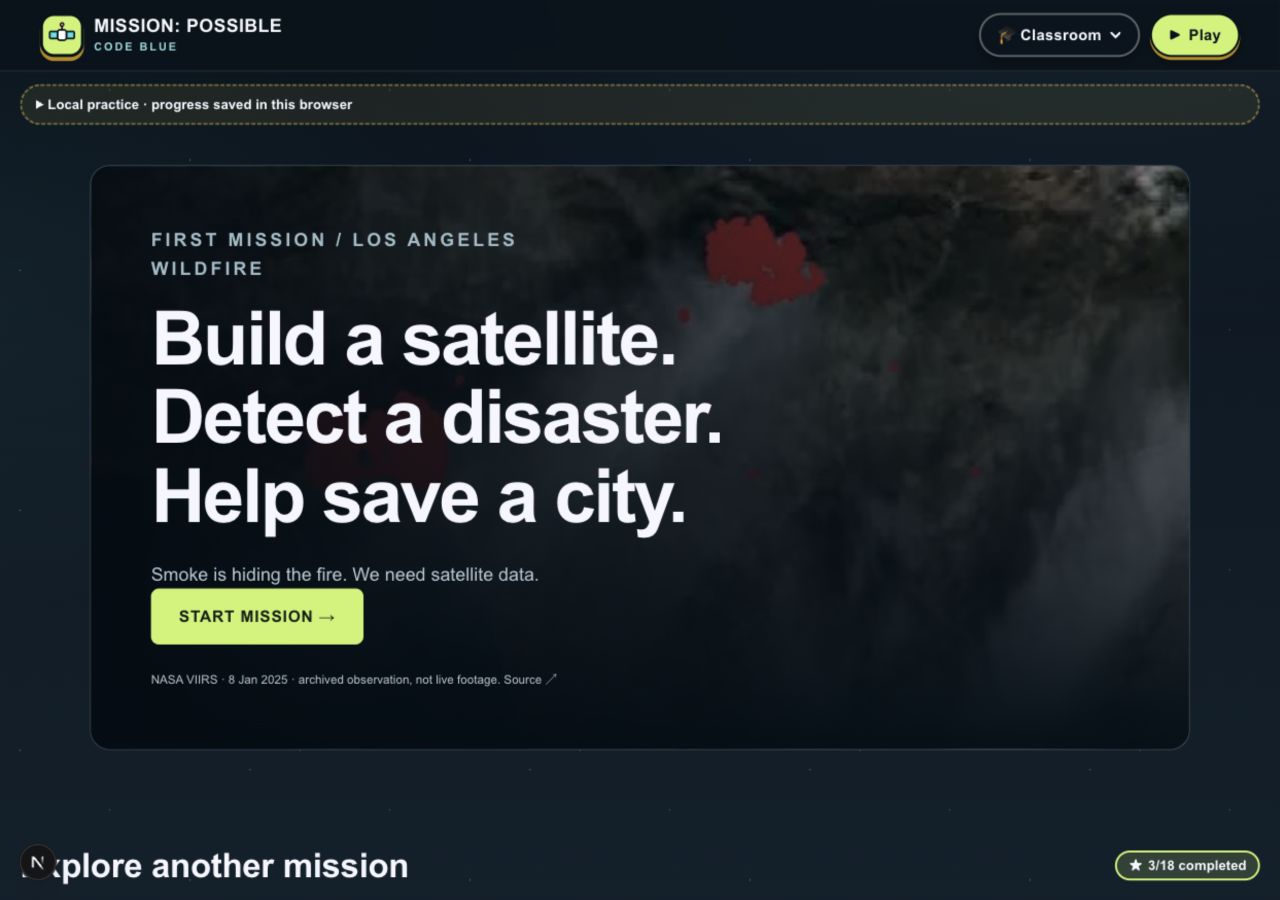 MISSION: POSSIBLE
CODE BLUE
🎓 Classroom
▶ Play
▶ Local practice · progress saved in this browser
FIRST MISSION / LOS ANGELES
WILDFIRE
Build a satellite.
Detect a disaster.
Help save a city.
Smoke is hiding the fire. We need satellite data.
START MISSION →
NASA VIIRS · 8 Jan 2025 · archived observation, not live footage. Source ↗
N
xplore another mission
★ 3/18 completed